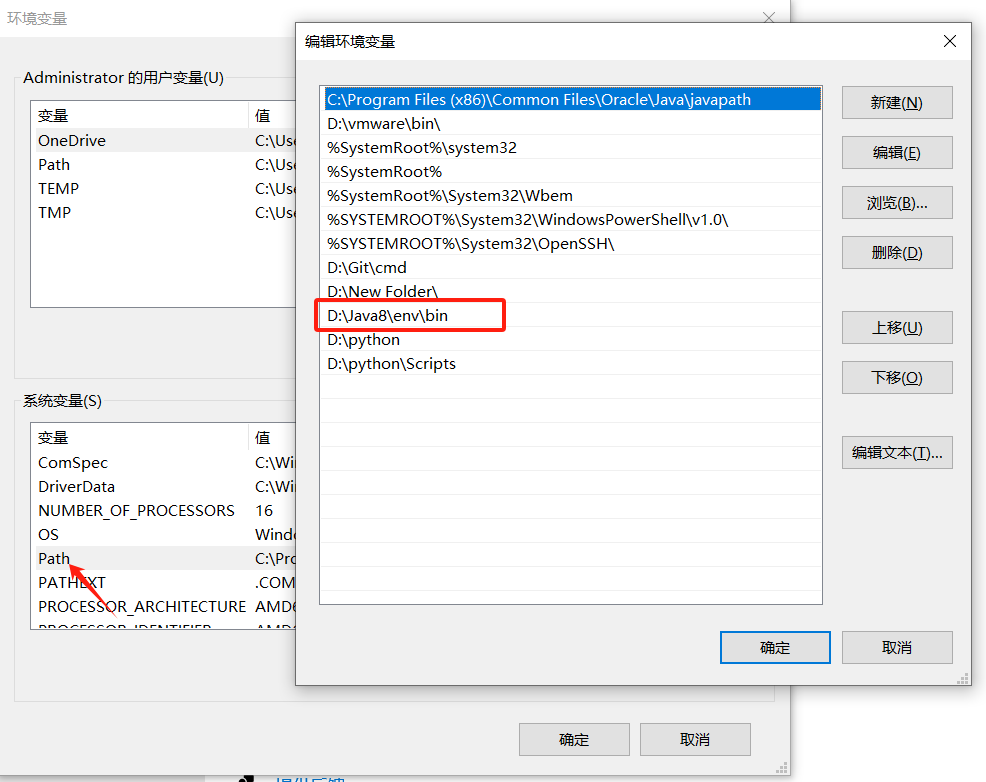 环境变量
Administrator 的用户变量(U)
变量 值
OneDrive C:\Use
Path C:\Use
TEMP C:\Use
TMP C:\Use
系统变量(S)
变量 值
ComSpec C:\Win
DriverData C:\Win
NUMBER_OF_PROCESSORS 16
OS Windo
Path C:\Pro
PATHEXT .COM
PROCESSOR_ARCHITECTURE AMD6
确定 取消
编辑环境变量
C:\Program Files (x86)\Common Files\Oracle\Java\javapath
D:\vmware\bin\
%SystemRoot%\system32
%SystemRoot%
%SystemRoot%\System32\Wbem
%SYSTEMROOT%\System32\WindowsPowerShell\v1.0\
%SYSTEMROOT%\System32\OpenSSH\
D:\Git\cmd
D:\New Folder\
D:\Java8\env\bin
D:\python
D:\python\Scripts
新建(N)
编辑(E)
浏览(B)...
删除(D)
上移(U)
下移(O)
编辑文本(T)...
确定 取消